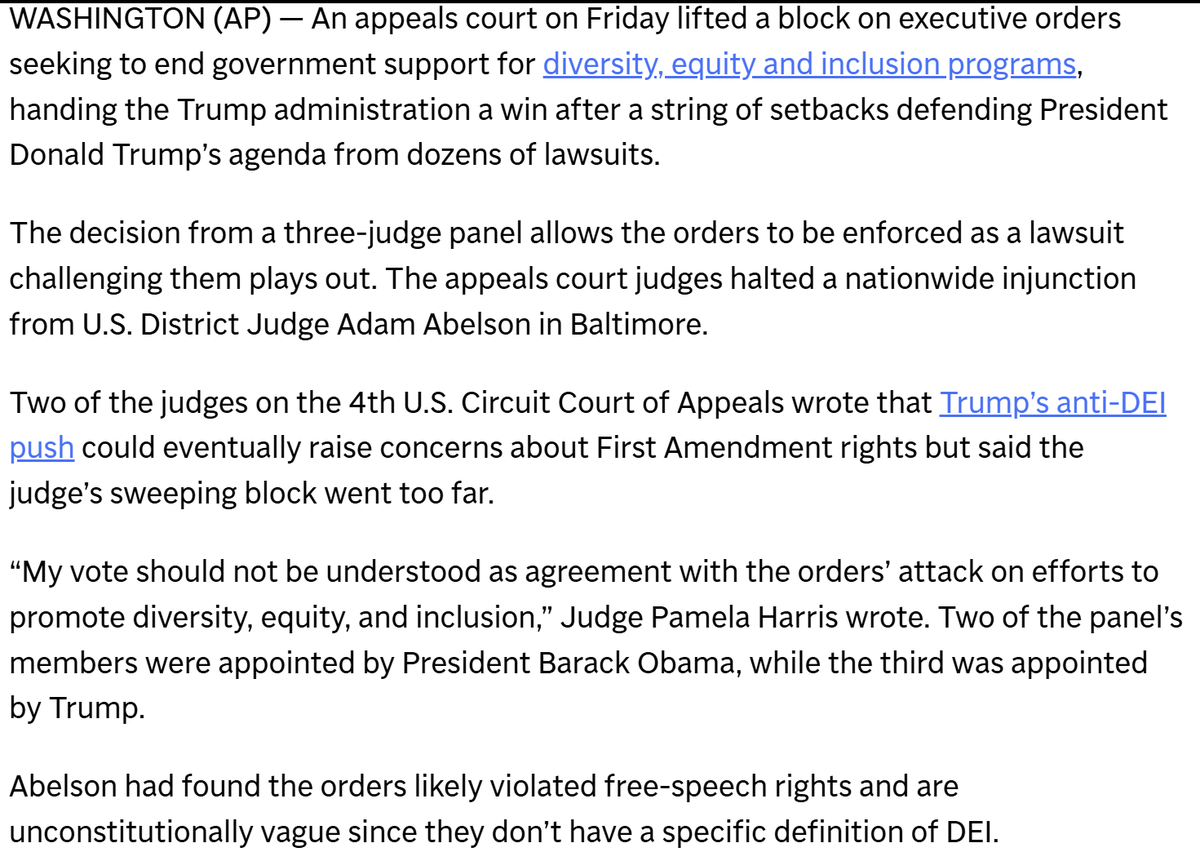 WASHINGTON (AP) — An appeals court on Friday lifted a block on executive orders
seeking to end government support for diversity, equity and inclusion programs,
handing the Trump administration a win after a string of setbacks defending President
Donald Trump’s agenda from dozens of lawsuits.
The decision from a three-judge panel allows the orders to be enforced as a lawsuit
challenging them plays out. The appeals court judges halted a nationwide injunction
from U.S. District Judge Adam Abelson in Baltimore.
Two of the judges on the 4th U.S. Circuit Court of Appeals wrote that Trump’s anti-DEI
push could eventually raise concerns about First Amendment rights but said the
judge’s sweeping block went too far.
“My vote should not be understood as agreement with the orders’ attack on efforts to
promote diversity, equity, and inclusion,” Judge Pamela Harris wrote. Two of the panel’s
members were appointed by President Barack Obama, while the third was appointed
by Trump.
Abelson had found the orders likely violated free-speech rights and are
unconstitutionally vague since they don’t have a specific definition of DEI.